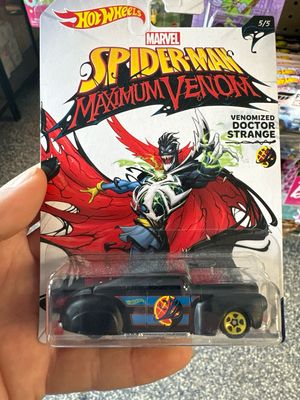 HOT WHEELS
5/5
MARVEL
SPIDER-MAN
MAXIMUM VENOM
VENOMIZED
DOCTOR
STRANGE